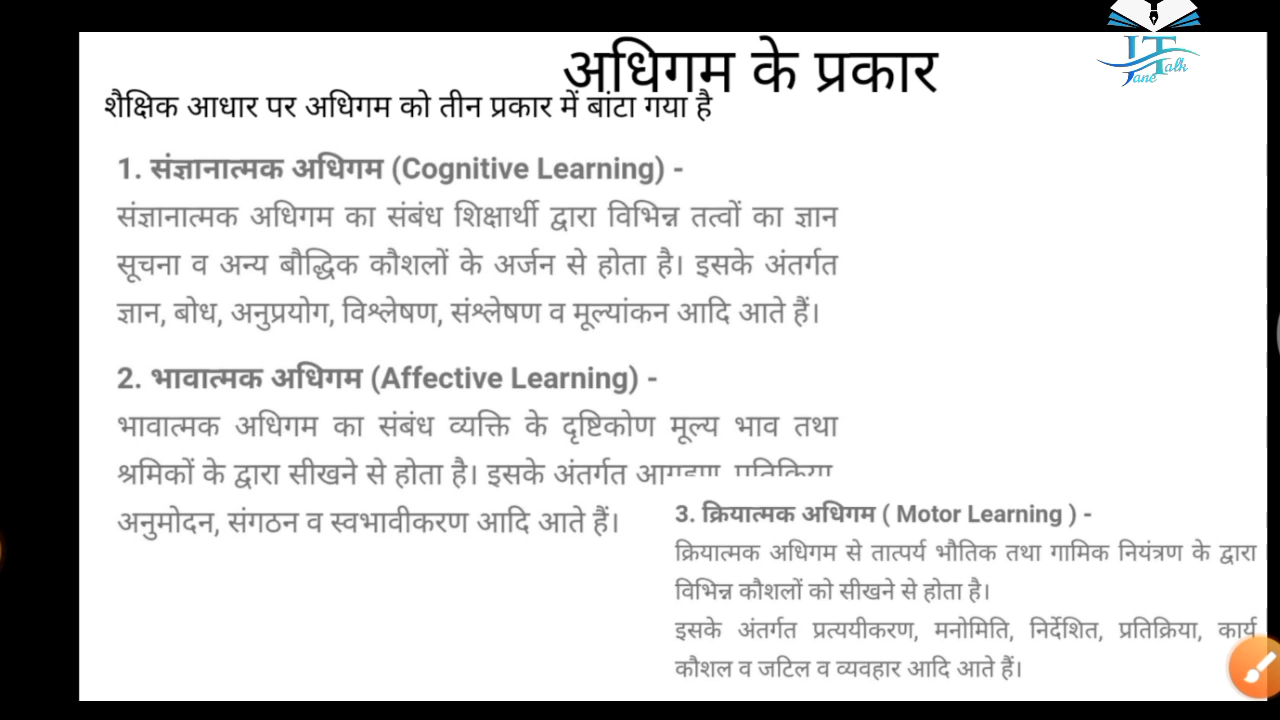 अधिगम के प्रकार
शैक्षिक आधार पर अधिगम को तीन प्रकार में बांटा गया है
1. संज्ञानात्मक अधिगम (Cognitive Learning) -
संज्ञानात्मक अधिगम का संबंध शिक्षार्थी द्वारा विभिन्न तत्वों का ज्ञान
सूचना व अन्य बौद्धिक कौशलों के अर्जन से होता है। इसके अंतर्गत
ज्ञान, बोध, अनुप्रयोग, विश्लेषण, संश्लेषण व मूल्यांकन आदि आते हैं।
2. भावात्मक अधिगम (Affective Learning) -
भावात्मक अधिगम का संबंध व्यक्ति के दृष्टिकोण मूल्य भाव तथा
श्रमिकों के द्वारा सीखने से होता है। इसके अंतर्गत
अनुमोदन, संगठन व स्वभावीकरण आदि आते हैं।
3. क्रियात्मक अधिगम ( Motor Learning ) -
क्रियात्मक अधिगम से तात्पर्य भौतिक तथा गामिक नियंत्रण के द्वारा
विभिन्न कौशलों को सीखने से होता है।
इसके अंतर्गत प्रत्ययीकरण, मनोमिति, निर्देशित, प्रतिक्रिया, कार्य
कौशल व जटिल व व्यवहार आदि आते हैं।
Jane Talk